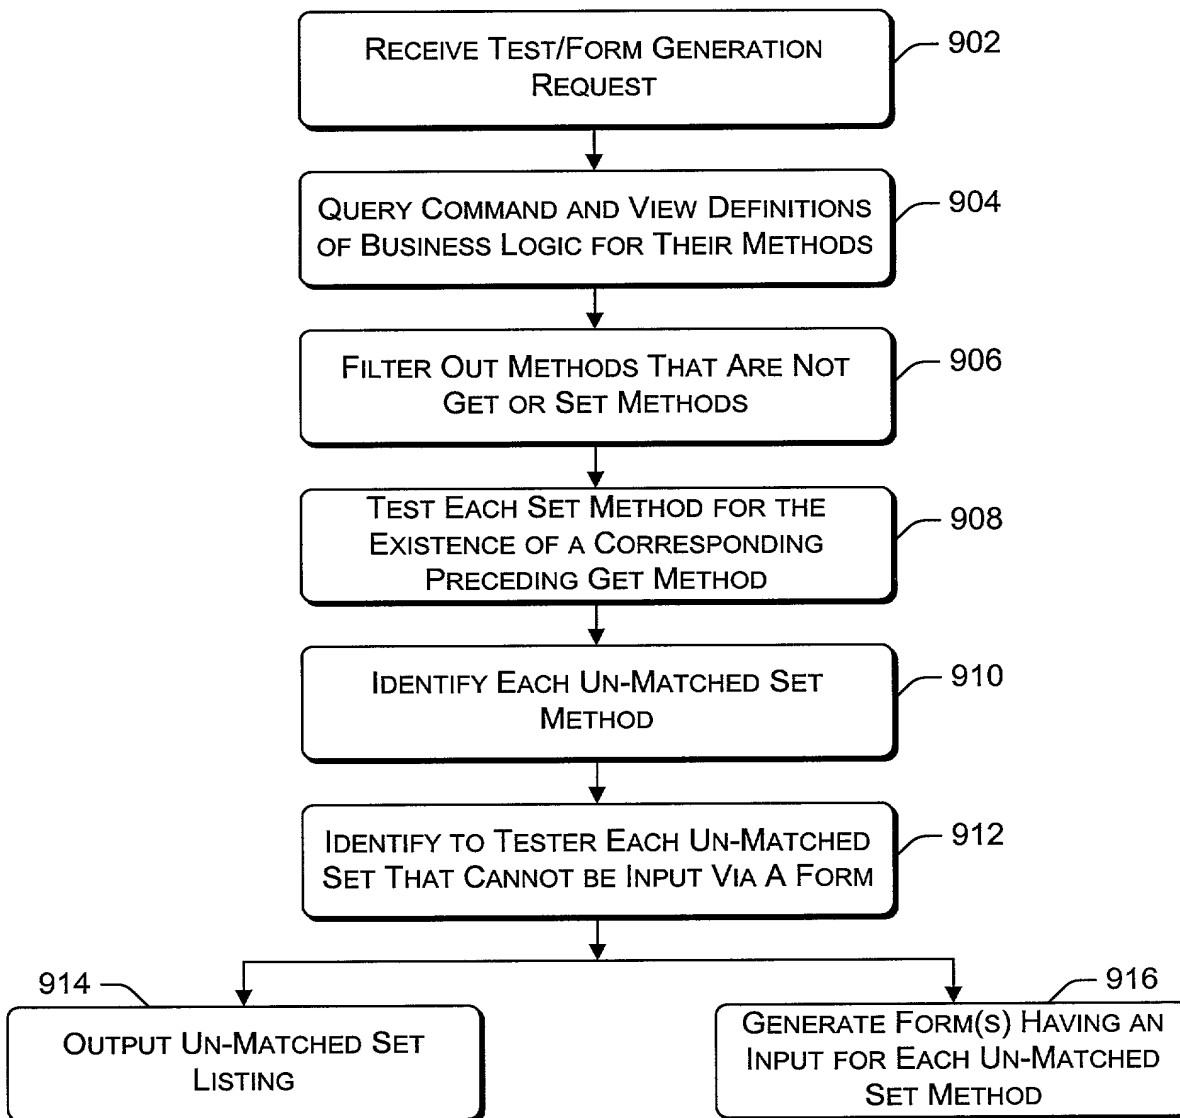 RECEIVE TEST/FORM GENERATION
REQUEST
902
QUERY COMMAND AND VIEW DEFINITIONS
OF BUSINESS LOGIC FOR THEIR METHODS
904
FILTER OUT METHODS THAT ARE NOT
GET OR SET METHODS
906
TEST EACH SET METHOD FOR THE
EXISTENCE OF A CORRESPONDING
PRECEDING GET METHOD
908
IDENTIFY EACH UN-MATCHED SET
METHOD
910
IDENTIFY TO TESTER EACH UN-MATCHED
SET THAT CANNOT BE INPUT VIA A FORM
912
914
OUTPUT UN-MATCHED SET
LISTING
916
GENERATE FORM(S) HAVING AN
INPUT FOR EACH UN-MATCHED
SET METHOD